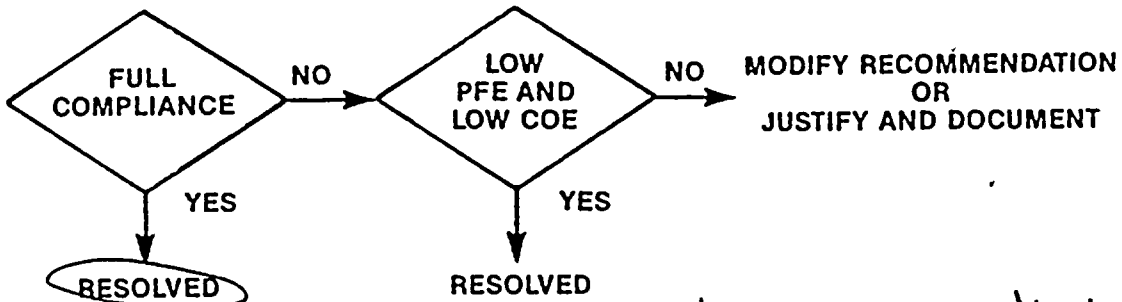 FULL
COMPLIANCE
NO
LOW
PFE AND
LOW COE
NO
MODIFY RECOMMENDATION
OR
JUSTIFY AND DOCUMENT
YES
YES
RESOLVED
RESOLVED